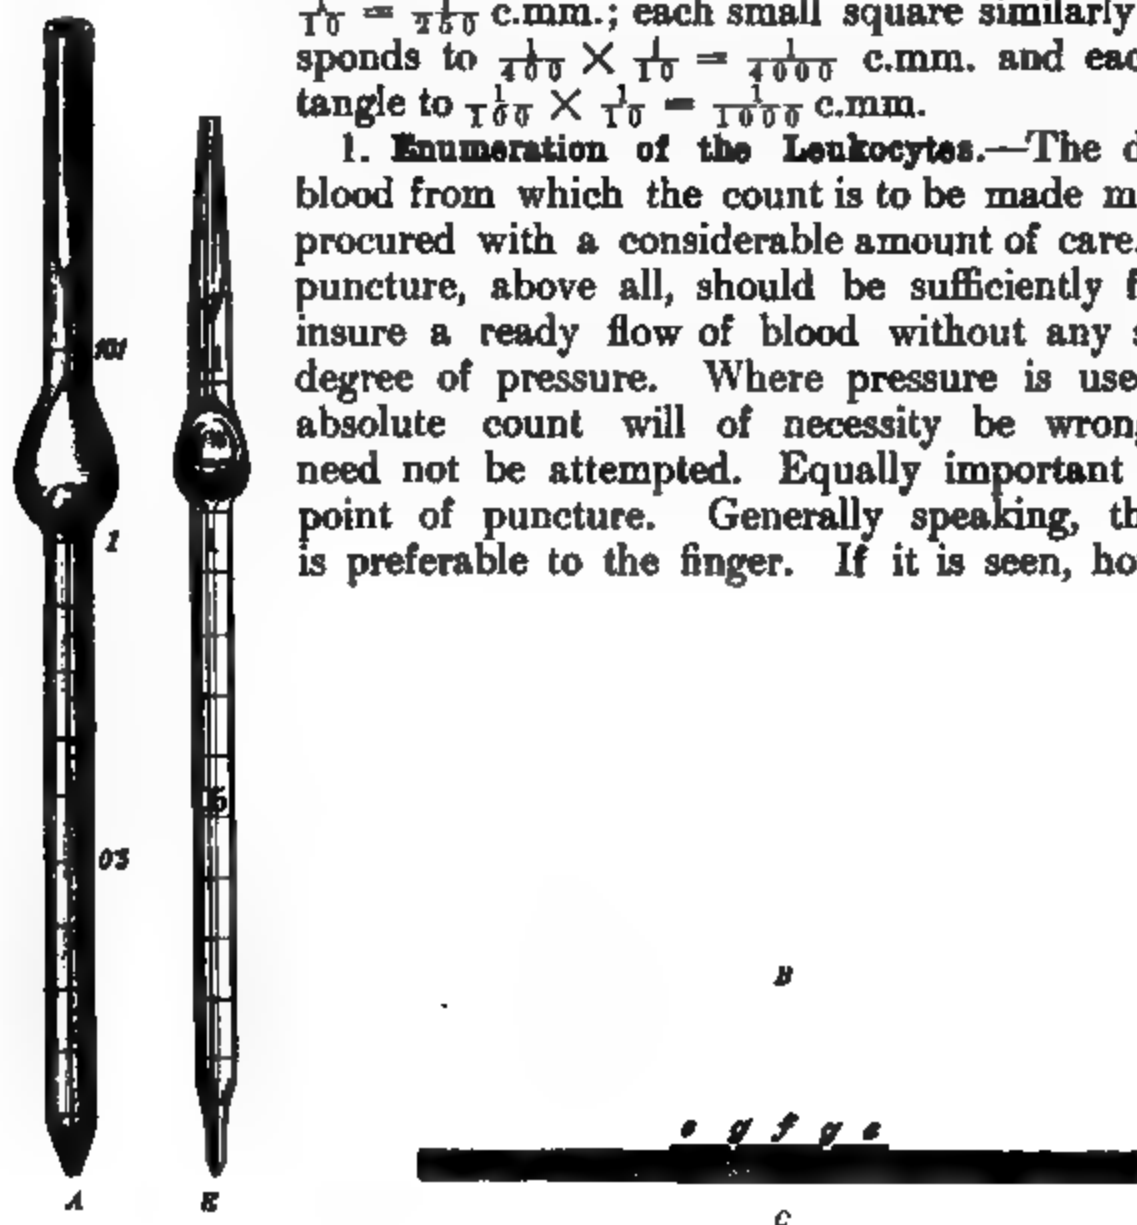 1/10 = 1/250 c.mm.; each small square similarly
sponds to 1/400 × 1/10 = 1/4000 c.mm. and eac
tangle to 1/100 × 1/10 = 1/1000 c.mm.
1. Enumeration of the Leukocytes.—The d
blood from which the count is to be made m
procured with a considerable amount of care.
puncture, above all, should be sufficiently f
insure a ready flow of blood without any s
degree of pressure. Where pressure is use
absolute count will of necessity be wrong
need not be attempted. Equally important
point of puncture. Generally speaking, th
is preferable to the finger. If it is seen, ho
101
1
05
5
A
E
B
e g f g e
C